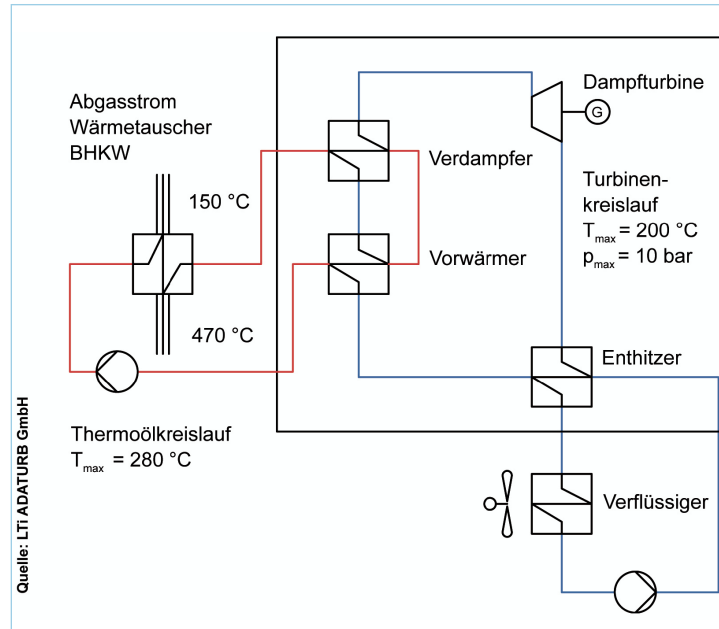 Abgasstrom
Wärmetauscher
BHKW
150 °C
470 °C
Thermoölkreislauf
Tmax = 280 °C
Verdampfer
Vorwärmer
Dampfturbine
G
Turbinen-
kreislauf
Tmax = 200 °C
pmax = 10 bar
Enthitzer
Verflüssiger
Quelle: LTi ADATURB GmbH